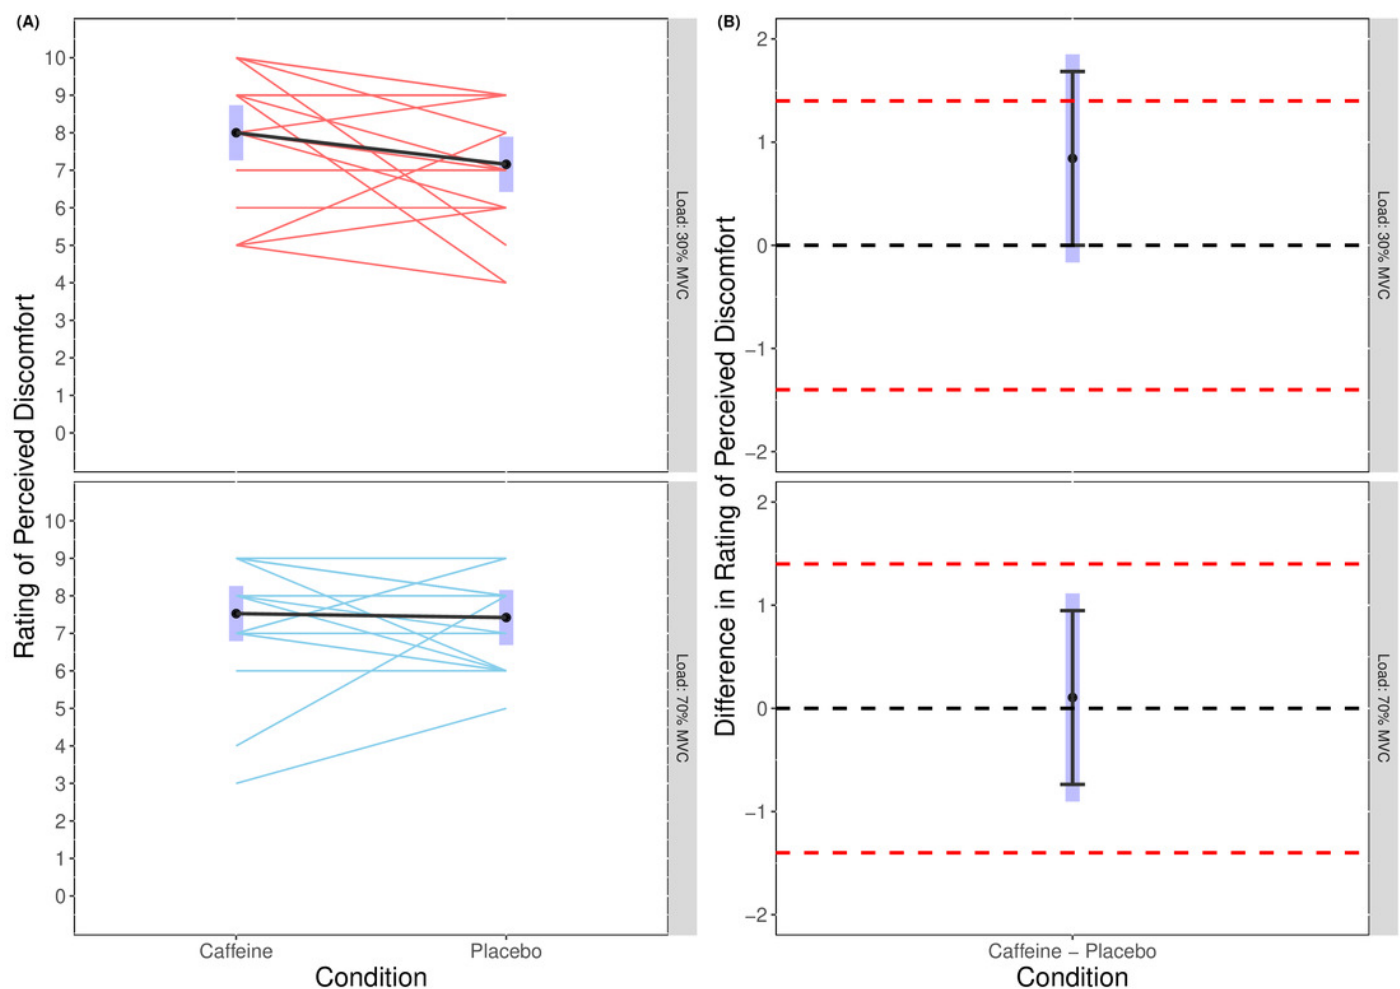 (A)
Rating of Perceived Discomfort
10
9
8
7
6
5
4
3
2
1
0
Load: 30% MVC
10
9
8
7
6
5
4
3
2
1
0
Load: 70% MVC
Caffeine
Placebo
Condition
(B)
Difference in Rating of Perceived Discomfort
2
1
0
−1
−2
Load: 30% MVC
2
1
0
−1
−2
Load: 70% MVC
Caffeine − Placebo
Condition